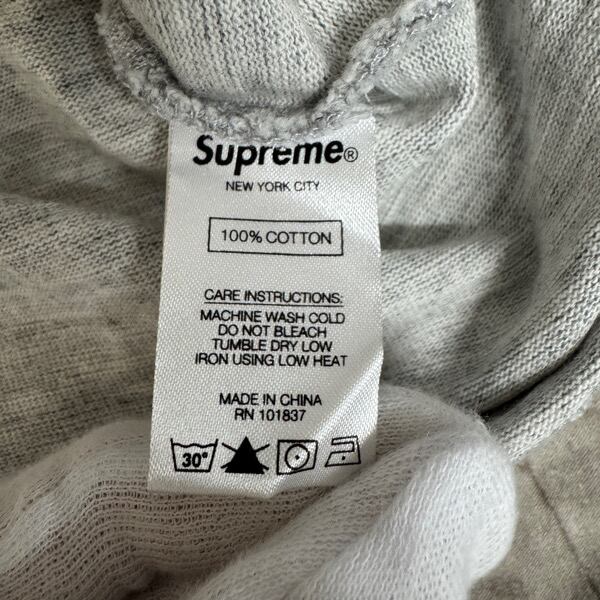 Supreme®
NEW YORK CITY
100% COTTON
CARE INSTRUCTIONS:
MACHINE WASH COLD
DO NOT BLEACH
TUMBLE DRY LOW
IRON USING LOW HEAT
MADE IN CHINA
RN 101837
30°